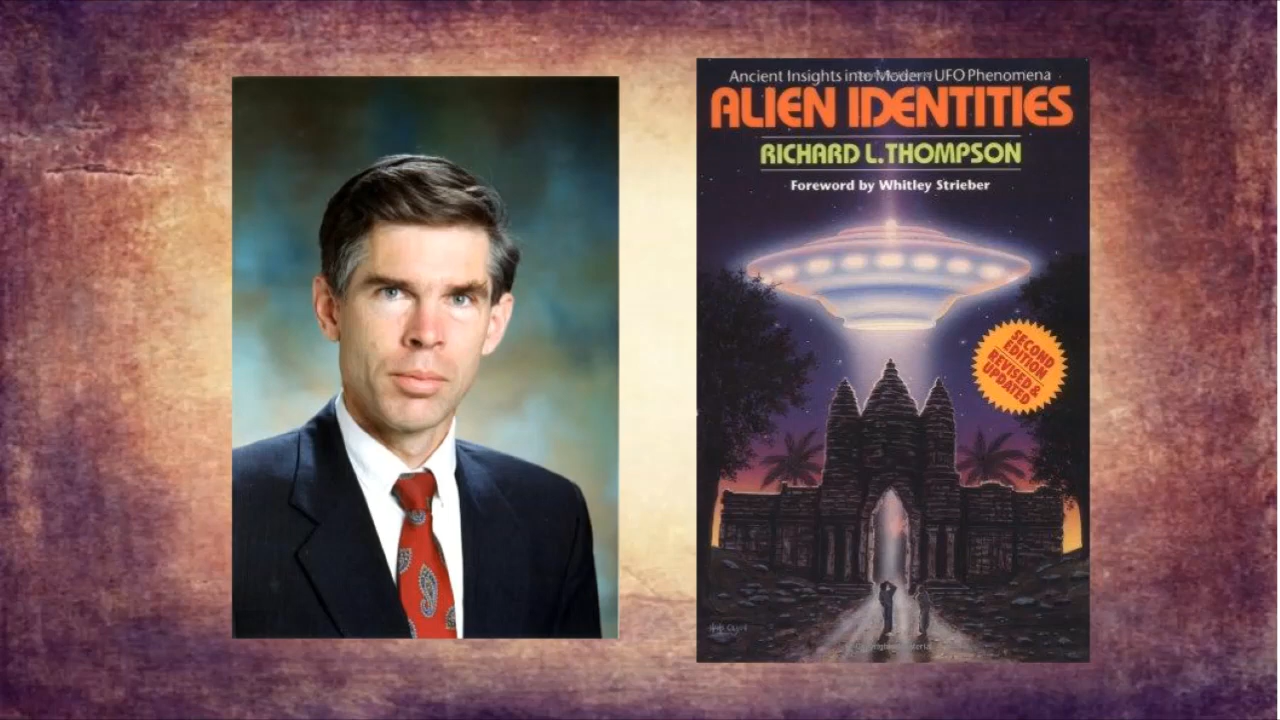 Ancient Insights into Modern UFO Phenomena
ALIEN IDENTITIES
RICHARD L. THOMPSON
Foreword by Whitley Strieber
SECOND
EDITION
REVISED &
UPDATED